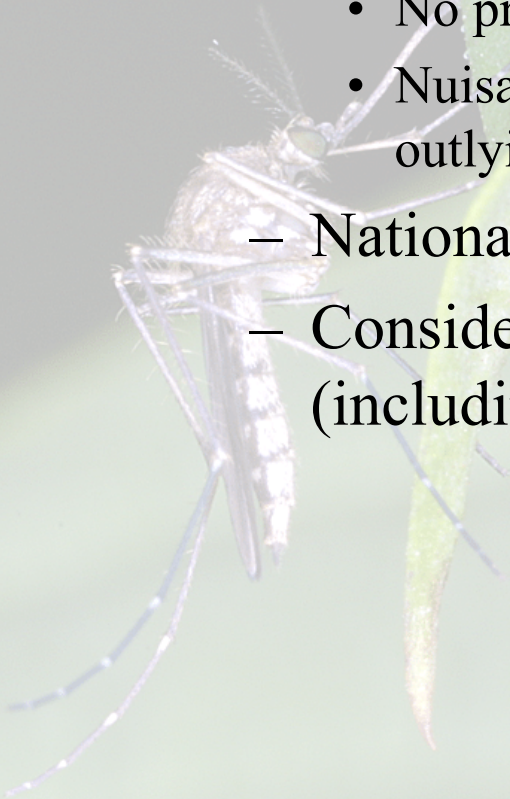 • No pr
• Nuisa
outlyi
– Nationa
– Conside
(includi